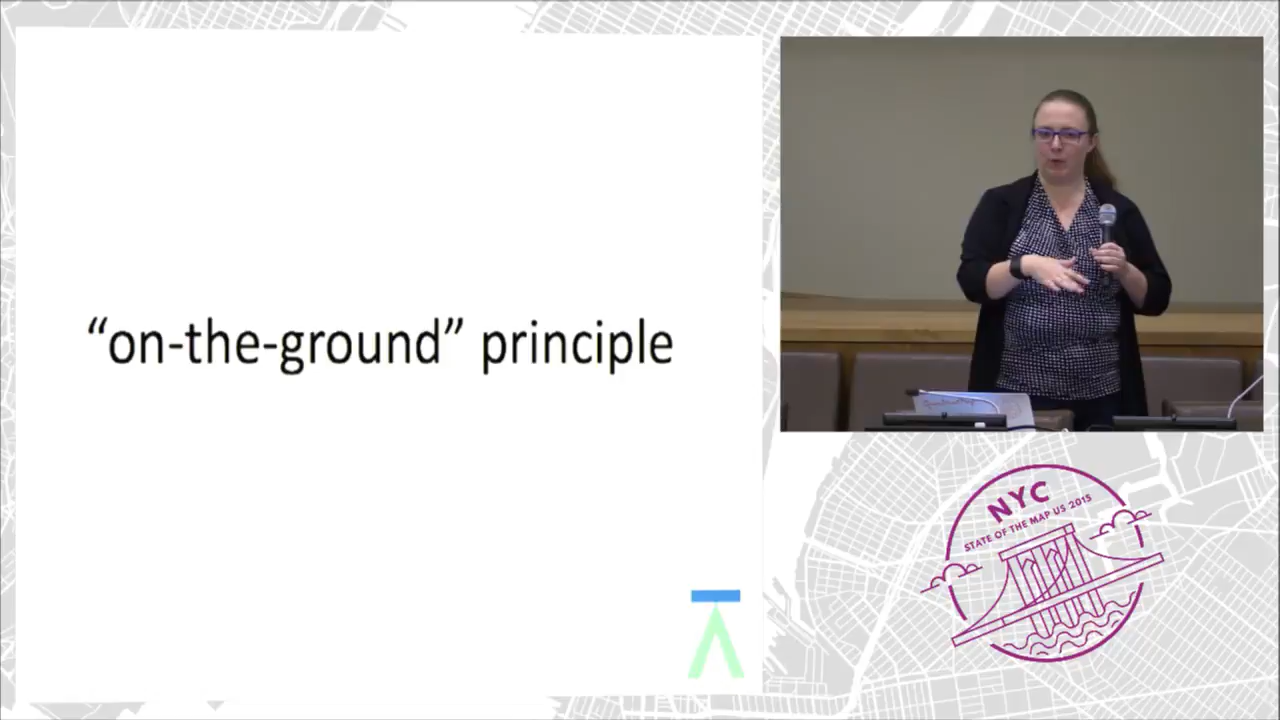 “on-the-ground” principle
NYC
STATE OF THE MAP US 2015